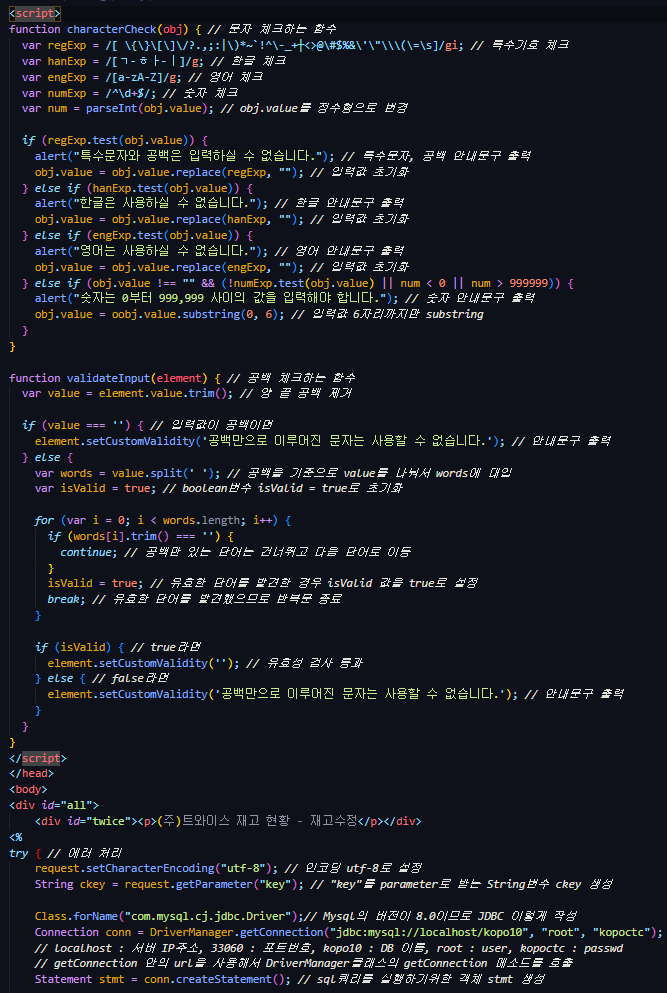 <script>
function characterCheck(obj) { // 문자 체크하는 함수
  var regExp = /[ \{\}\[\]\/?.,;:|\)*~`!^\-_+┼<>@\#$%&\'\"\\\(\=\s]/gi; // 특수기호 체크
  var hanExp = /[ㄱ-ㅎㅏ-ㅣ]/g; // 한글 체크
  var engExp = /[a-zA-Z]/g; // 영어 체크
  var numExp = /^\d+$/; // 숫자 체크
  var num = parseInt(obj.value); // obj.value를 정수형으로 변경

  if (regExp.test(obj.value)) {
    alert("특수문자와 공백은 입력하실 수 없습니다."); // 특수문자, 공백 안내문구 출력
    obj.value = obj.value.replace(regExp, ""); // 입력값 초기화
  } else if (hanExp.test(obj.value)) {
    alert("한글은 사용하실 수 없습니다."); // 한글 안내문구 출력
    obj.value = obj.value.replace(hanExp, ""); // 입력값 초기화
  } else if (engExp.test(obj.value)) {
    alert("영어는 사용하실 수 없습니다."); // 영어 안내문구 출력
    obj.value = obj.value.replace(engExp, ""); // 입력값 초기화
  } else if (obj.value !== "" && (!numExp.test(obj.value) || num < 0 || num > 999999)) {
    alert("숫자는 0부터 999,999 사이의 값을 입력해야 합니다."); // 숫자 안내문구 출력
    obj.value = oobj.value.substring(0, 6); // 입력값 6자리까지만 substring
  }
}

function validateInput(element) { // 공백 체크하는 함수
  var value = element.value.trim(); // 양 끝 공백 제거

  if (value === '') { // 입력값이 공백이면
    element.setCustomValidity('공백만으로 이루어진 문자는 사용할 수 없습니다.'); // 안내문구 출력
  } else {
    var words = value.split(' '); // 공백을 기준으로 value를 나눠서 words에 대입
    var isValid = true; // boolean변수 isValid = true로 초기화

    for (var i = 0; i < words.length; i++) {
      if (words[i].trim() === '') {
        continue; // 공백만 있는 단어는 건너뛰고 다음 단어로 이동
      }
      isValid = true; // 유효한 단어를 발견한 경우 isValid 값을 true로 설정
      break; // 유효한 단어를 발견했으므로 반복문 종료
    }

    if (isValid) { // true라면
      element.setCustomValidity(''); // 유효성 검사 통과
    } else { // false라면
      element.setCustomValidity('공백만으로 이루어진 문자는 사용할 수 없습니다.'); // 안내문구 출력
    }
  }
}
</script>
</head>
<body>
<div id="all">
    <div id="twice"><p>(주)트와이스 재고 현황 - 재고수정</p></div>
<%
try { // 에러 처리
    request.setCharacterEncoding("utf-8"); // 인코딩 utf-8로 설정
    String ckey = request.getParameter("key"); // "key"를 parameter로 받는 String변수 ckey 생성

    Class.forName("com.mysql.cj.jdbc.Driver");// Mysql의 버전이 8.0이므로 JDBC 이렇게 작성
    Connection conn = DriverManager.getConnection("jdbc:mysql://localhost/kopo10", "root", "kopoctc");
    // localhost : 서버 IP주소, 33060 : 포트번호, kopo10 : DB 이름, root : user, kopoctc : passwd
    // getConnection 안의 url을 사용해서 DriverManager클래스의 getConnection 메소드를 호출
    Statement stmt = conn.createStatement(); // sql쿼리를 실행하기위한 객체 stmt 생성